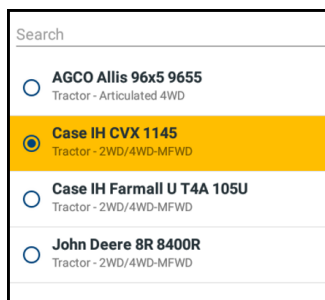 Search
AGCO Allis 96x5 9655
Tractor - Articulated 4WD
Case IH CVX 1145
Tractor - 2WD/4WD-MFWD
Case IH Farmall U T4A 105U
Tractor - 2WD/4WD-MFWD
John Deere 8R 8400R
Tractor - 2WD/4WD-MFWD